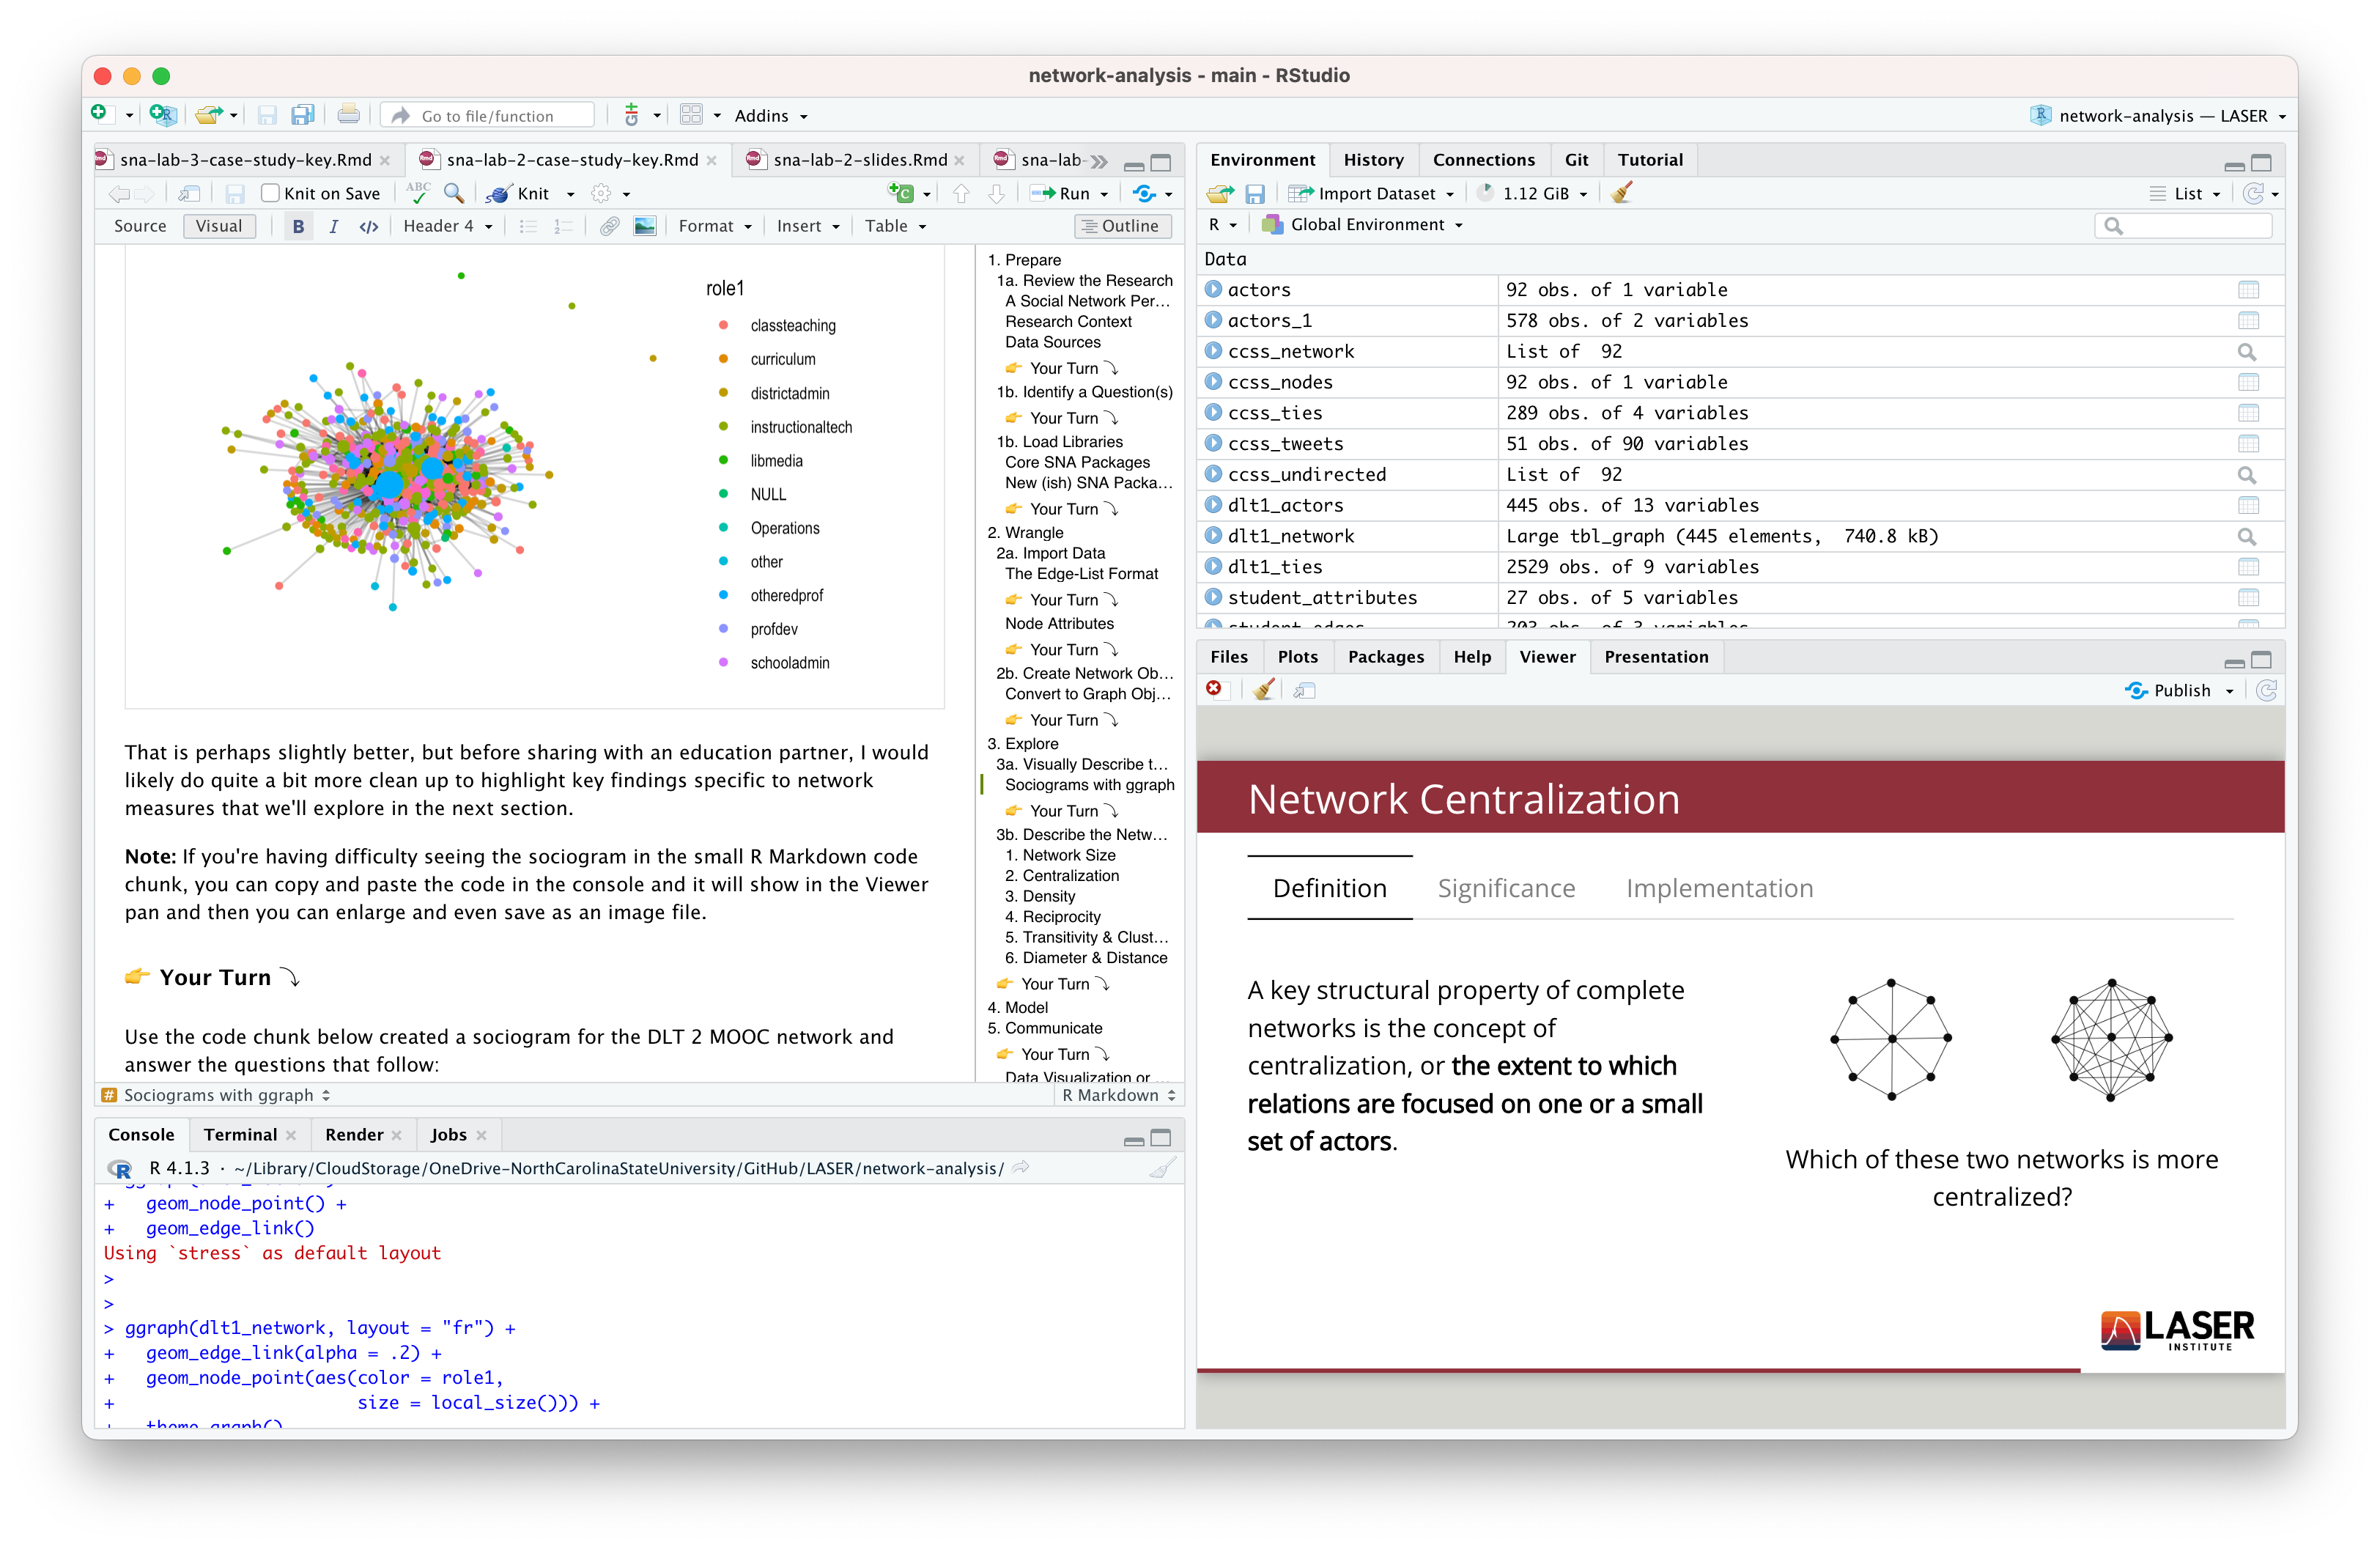 network-analysis - main - RStudio
Go to file/function
Addins
network-analysis — LASER
sna-lab-3-case-study-key.Rmd
sna-lab-2-case-study-key.Rmd
sna-lab-2-slides.Rmd
sna-lab-
Knit on Save
ABC
Knit
Run
Source
Visual
B
I
</>
Header 4
Format
Insert
Table
Outline
role1
classteaching
curriculum
districtadmin
instructionaltech
libmedia
NULL
Operations
other
otheredprof
profdev
schooladmin
That is perhaps slightly better, but before sharing with an education partner, I would
likely do quite a bit more clean up to highlight key findings specific to network
measures that we'll explore in the next section.
Note: If you're having difficulty seeing the sociogram in the small R Markdown code
chunk, you can copy and paste the code in the console and it will show in the Viewer
pan and then you can enlarge and even save as an image file.
👉 Your Turn ⤵
Use the code chunk below created a sociogram for the DLT 2 MOOC network and
answer the questions that follow:
1. Prepare
1a. Review the Research
A Social Network Per...
Research Context
Data Sources
👉 Your Turn ⤵
1b. Identify a Question(s)
👉 Your Turn ⤵
1b. Load Libraries
Core SNA Packages
New (ish) SNA Packa...
👉 Your Turn ⤵
2. Wrangle
2a. Import Data
The Edge-List Format
👉 Your Turn ⤵
Node Attributes
👉 Your Turn ⤵
2b. Create Network Ob...
Convert to Graph Obj...
👉 Your Turn ⤵
3. Explore
3a. Visually Describe t...
Sociograms with ggraph
👉 Your Turn ⤵
3b. Describe the Netw...
1. Network Size
2. Centralization
3. Density
4. Reciprocity
5. Transitivity & Clust...
6. Diameter & Distance
👉 Your Turn ⤵
4. Model
5. Communicate
👉 Your Turn ⤵
Data Visualization or ...
# Sociograms with ggraph
R Markdown
Console
Terminal
Render
Jobs
R 4.1.3 · ~/Library/CloudStorage/OneDrive-NorthCarolinaStateUniversity/GitHub/LASER/network-analysis/
+   geom_node_point() +
+   geom_edge_link()
Using `stress` as default layout
>
>
> ggraph(dlt1_network, layout = "fr") +
+   geom_edge_link(alpha = .2) +
+   geom_node_point(aes(color = role1,
+                       size = local_size())) +
+   theme_graph()
Environment
History
Connections
Git
Tutorial
Import Dataset
1.12 GiB
List
R
Global Environment
Data
actors 92 obs. of 1 variable
actors_1 578 obs. of 2 variables
ccss_network List of  92
ccss_nodes 92 obs. of 1 variable
ccss_ties 289 obs. of 4 variables
ccss_tweets 51 obs. of 90 variables
ccss_undirected List of  92
dlt1_actors 445 obs. of 13 variables
dlt1_network Large tbl_graph (445 elements,  740.8 kB)
dlt1_ties 2529 obs. of 9 variables
student_attributes 27 obs. of 5 variables
student_edges 203 obs. of 3 variables
Files
Plots
Packages
Help
Viewer
Presentation
Publish
Network Centralization
Definition
Significance
Implementation
A key structural property of complete
networks is the concept of
centralization, or the extent to which
relations are focused on one or a small
set of actors.
Which of these two networks is more
centralized?
LASER
INSTITUTE